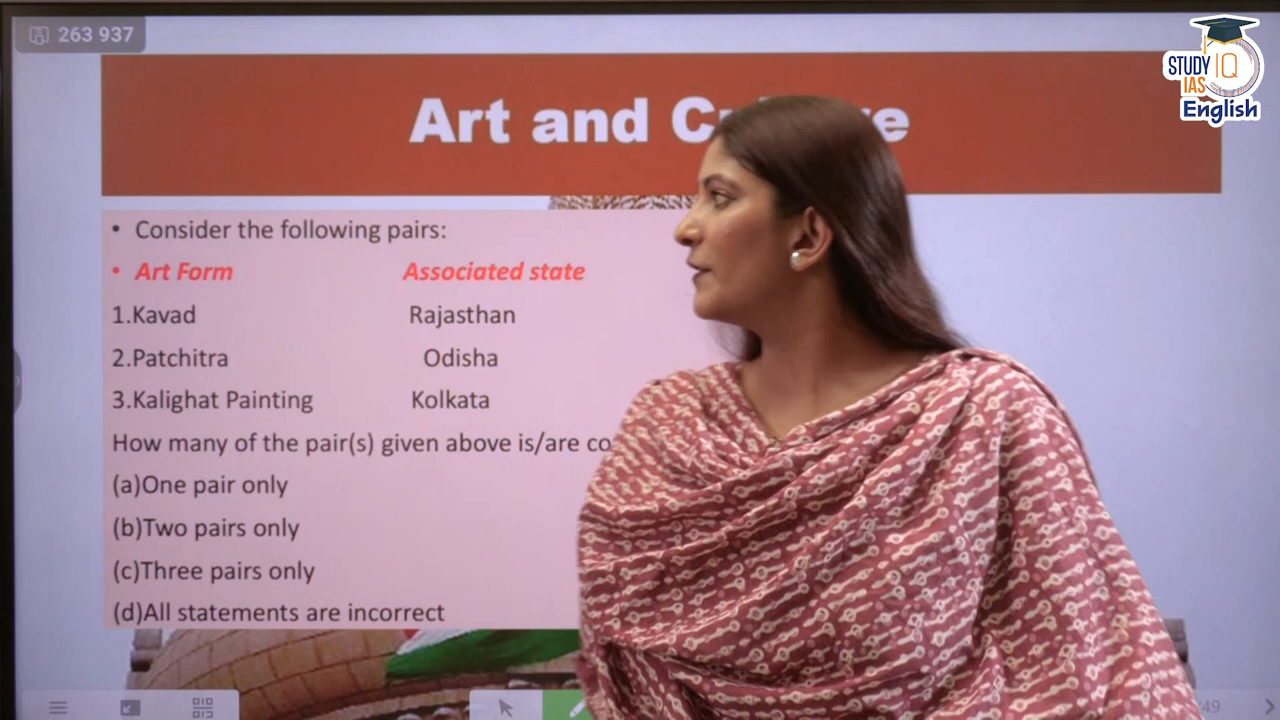 263 937
STUDY IQ
IAS
English
Art and
• Consider the following pairs:
• Art Form Associated state
1.Kavad Rajasthan
2.Patchitra Odisha
3.Kalighat Painting Kolkata
How many of the pair(s) given above is/are
(a)One pair only
(b)Two pairs only
(c)Three pairs only
(d)All statements are incorrect